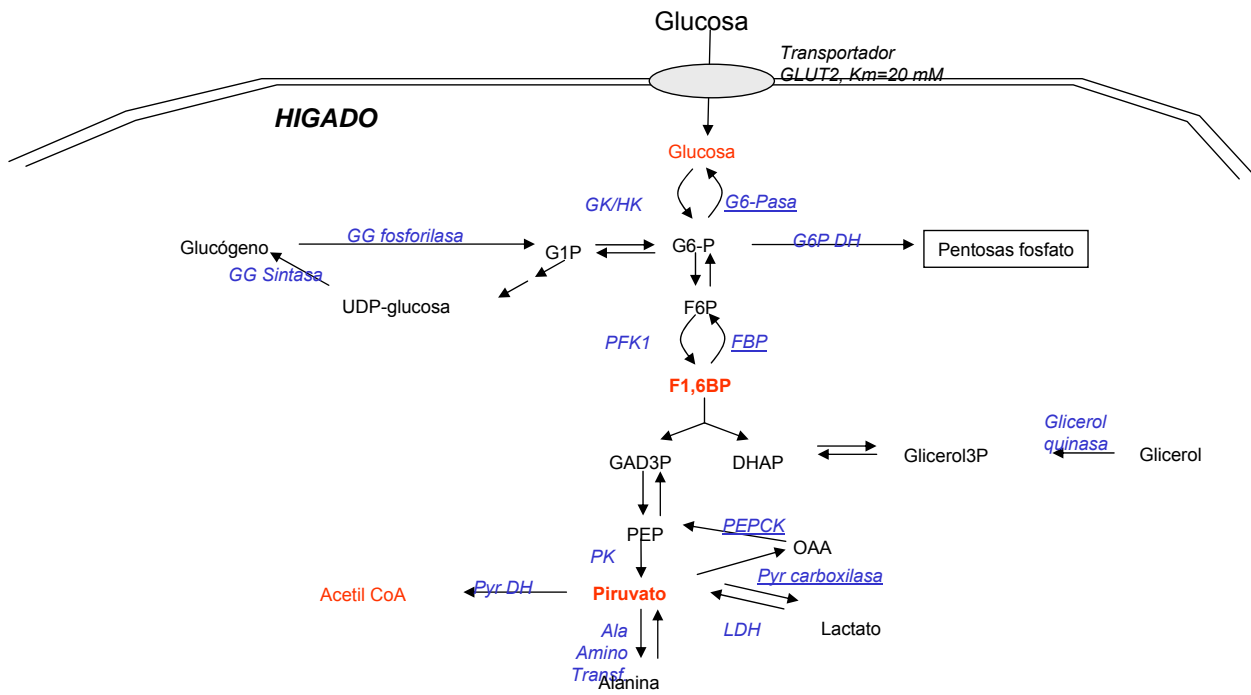 Glucosa
Transportador
GLUT2, Km=20 mM
HIGADO
Glucosa
GK/HK
G6-Pasa
Glucógeno
GG fosforilasa
G1P
G6-P
G6P DH
Pentosas fosfato
GG Sintasa
UDP-glucosa
F6P
PFK1
FBP
F1,6BP
Glicerol
quinasa
GAD3P
DHAP
Glicerol3P
Glicerol
PEP
PEPCK
OAA
PK
Pyr carboxilasa
Acetil CoA
Pyr DH
Piruvato
LDH
Lactato
Ala
Amino
Transf.
Alanina